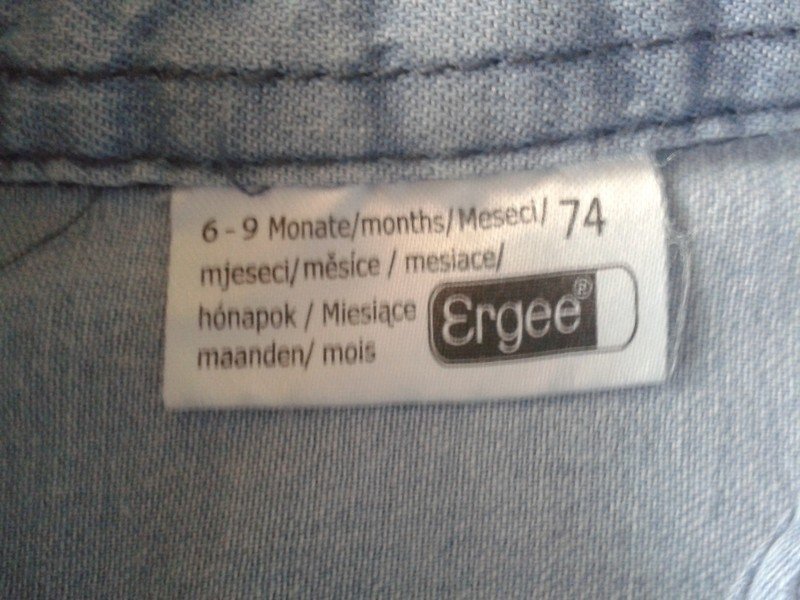 6 - 9 Monate/months/Meseci/ 74
mjeseci/měsíce / mesiace/
hónapok / Miesiące
maanden/ mois
Ergee®